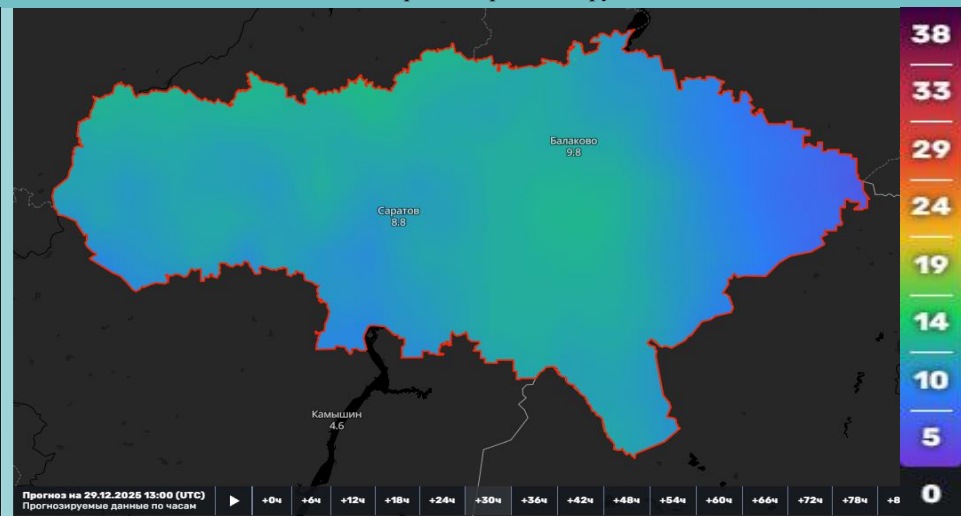 38
33
29
24
19
14
10
5
0
Балаково
9.8
Саратов
8.8
Камышин
4.6
Прогноз на 29.12.2025 13:00 (UTC)
Прогнозируемые данные по часам
+0ч +6ч +12ч +18ч +24ч +30ч +36ч +42ч +48ч +54ч +60ч +66ч +72ч +78ч +8